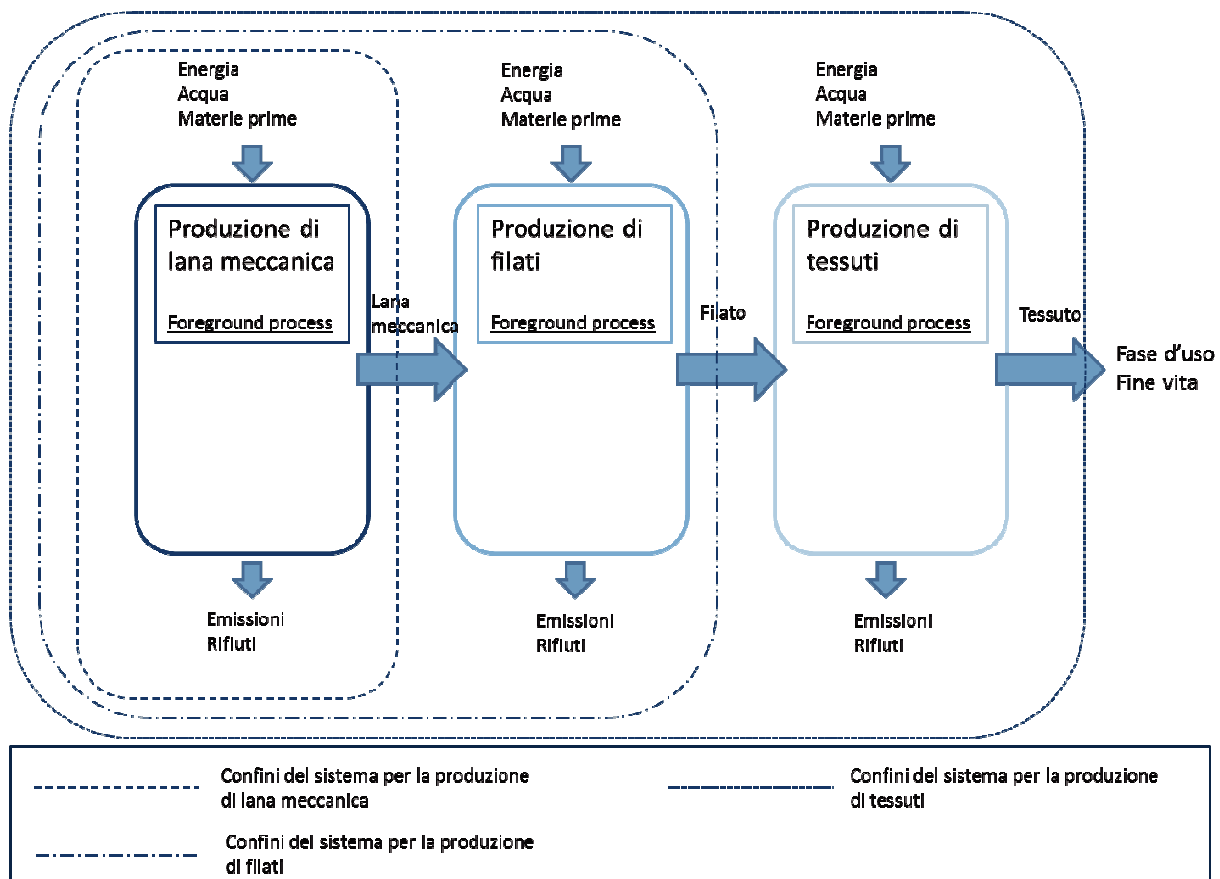 Energia
Acqua
Materie prime
Energia
Acqua
Materie prime
Energia
Acqua
Materie prime
Produzione di
lana meccanica
Foreground process
Lana
meccanica
Produzione di
filati
Foreground process
Filato
Produzione di
tessuti
Foreground process
Tessuto
Fase d'uso
Fine vita
Emissioni
Rifiuti
Emissioni
Rifiuti
Emissioni
Rifiuti
Confini del sistema per la produzione
di lana meccanica
Confini del sistema per la produzione
di tessuti
Confini del sistema per la produzione
di filati